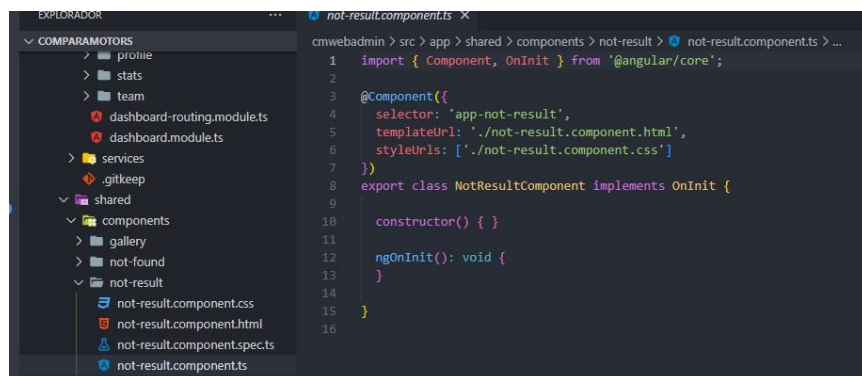 EXPLORADOR ...
COMPARAMOTORS
profile
stats
team
dashboard-routing.module.ts
dashboard.module.ts
services
.gitkeep
shared
components
gallery
not-found
not-result
not-result.component.css
not-result.component.html
not-result.component.spec.ts
not-result.component.ts
not-result.component.ts ×
cmwebadmin > src > app > shared > components > not-result > not-result.component.ts > ...
1 import { Component, OnInit } from '@angular/core';
2
3 @Component({
4 selector: 'app-not-result',
5 templateUrl: './not-result.component.html',
6 styleUrls: ['./not-result.component.css']
7 })
8 export class NotResultComponent implements OnInit {
9
10 constructor() { }
11
12 ngOnInit(): void {
13 }
14
15 }
16